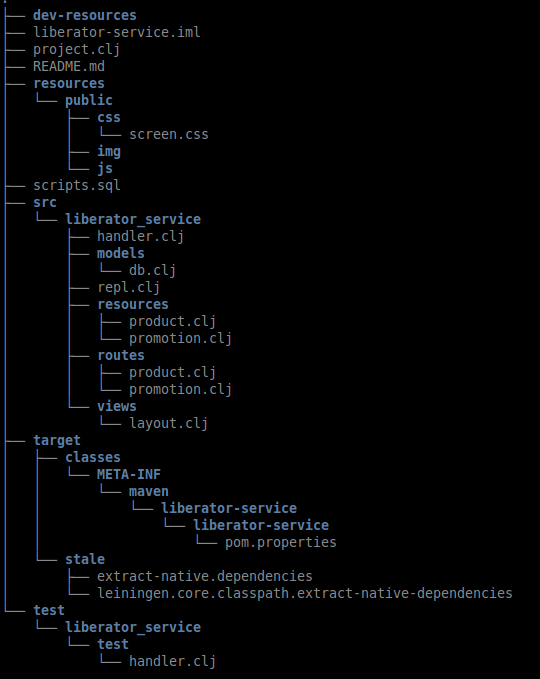 .
├── dev-resources
├── liberator-service.iml
├── project.clj
├── README.md
├── resources
│   └── public
│       ├── css
│       │   └── screen.css
│       ├── img
│       └── js
├── scripts.sql
├── src
│   └── liberator_service
│       ├── handler.clj
│       ├── models
│       │   └── db.clj
│       ├── repl.clj
│       ├── resources
│       │   ├── product.clj
│       │   └── promotion.clj
│       ├── routes
│       │   ├── product.clj
│       │   └── promotion.clj
│       └── views
│           └── layout.clj
├── target
│   ├── classes
│   │   └── META-INF
│   │       └── maven
│   │           └── liberator-service
│   │               └── liberator-service
│   │                   └── pom.properties
│   └── stale
│       ├── extract-native.dependencies
│       └── leiningen.core.classpath.extract-native-dependencies
└── test
    └── liberator_service
        └── test
            └── handler.clj